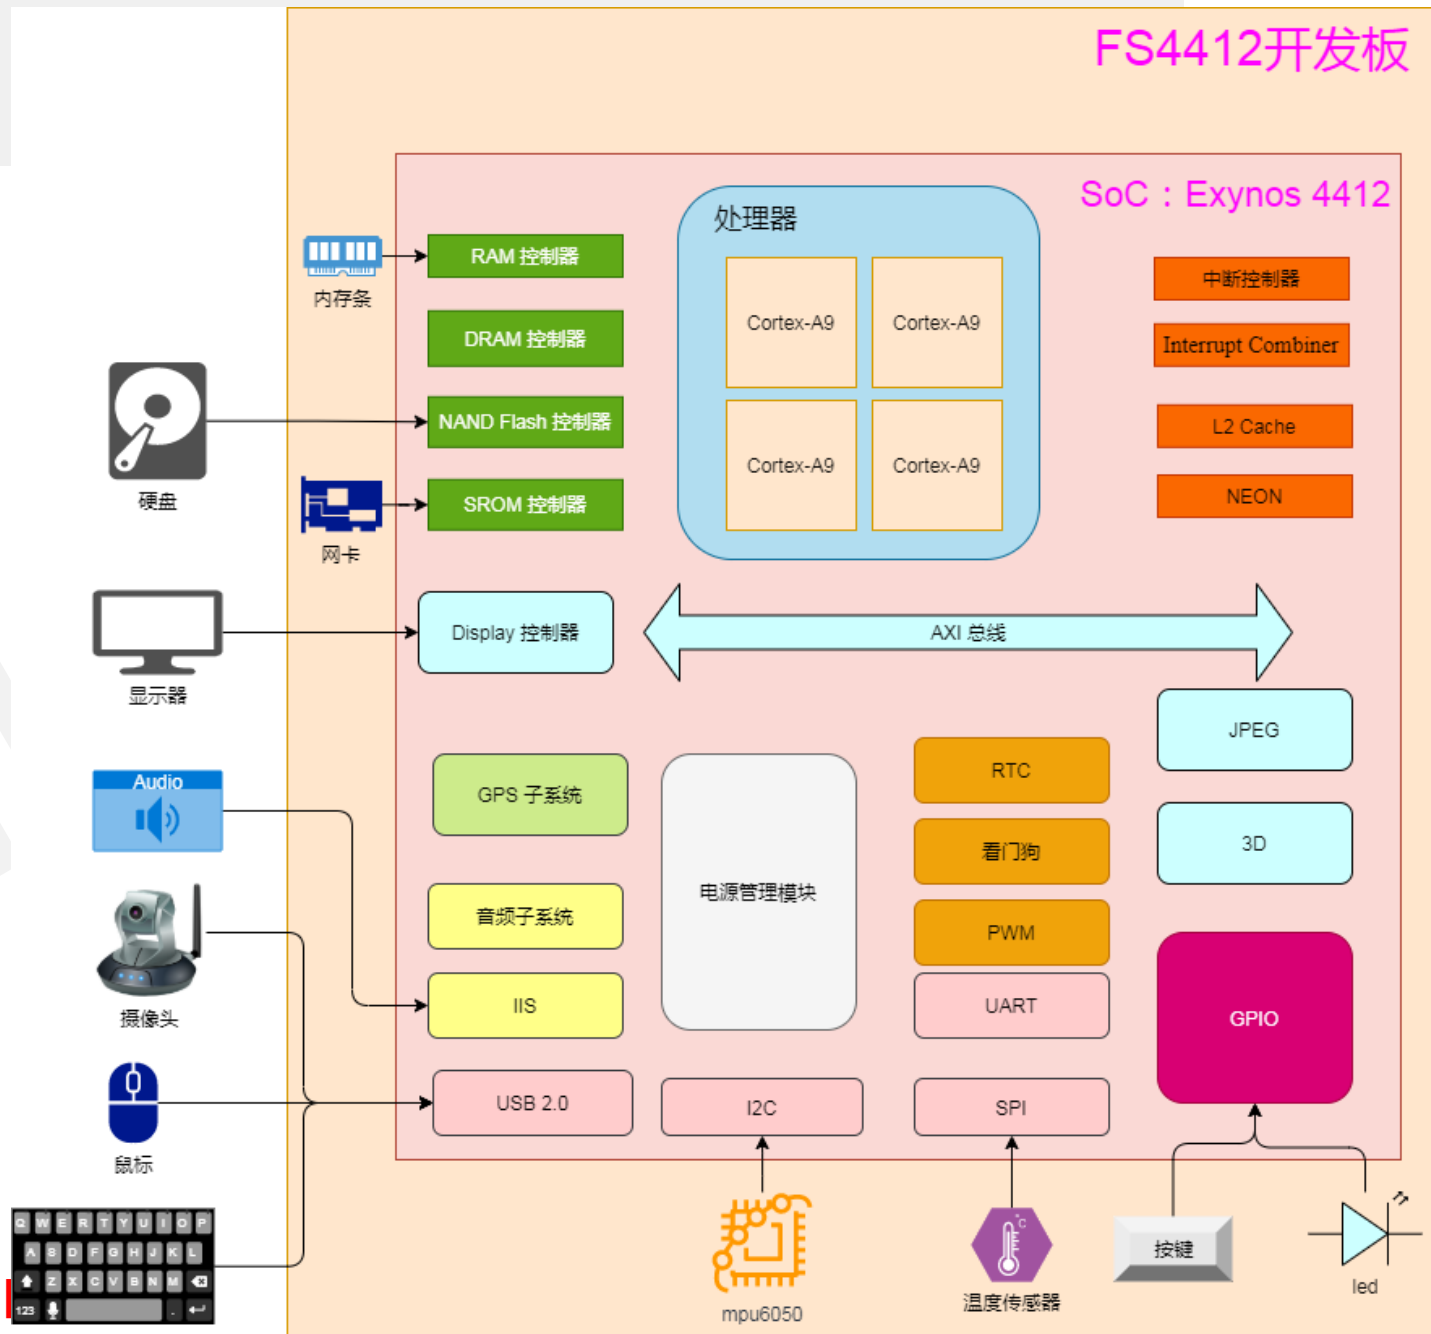 FS4412开发板
SoC：Exynos 4412
处理器
RAM 控制器
内存条
Cortex-A9
Cortex-A9
中断控制器
DRAM 控制器
Interrupt Combiner
NAND Flash 控制器
L2 Cache
硬盘
Cortex-A9
Cortex-A9
SROM 控制器
NEON
网卡
Display 控制器
AXI 总线
显示器
JPEG
RTC
Audio
GPS 子系统
看门狗
3D
电源管理模块
音频子系统
PWM
摄像头
IIS
UART
GPIO
USB 2.0
I2C
SPI
鼠标
Q W E R T Y U I O P
A S D F G H J K L
Z X C V B N M
123 .
°C
按键
led
温度传感器
mpu6050